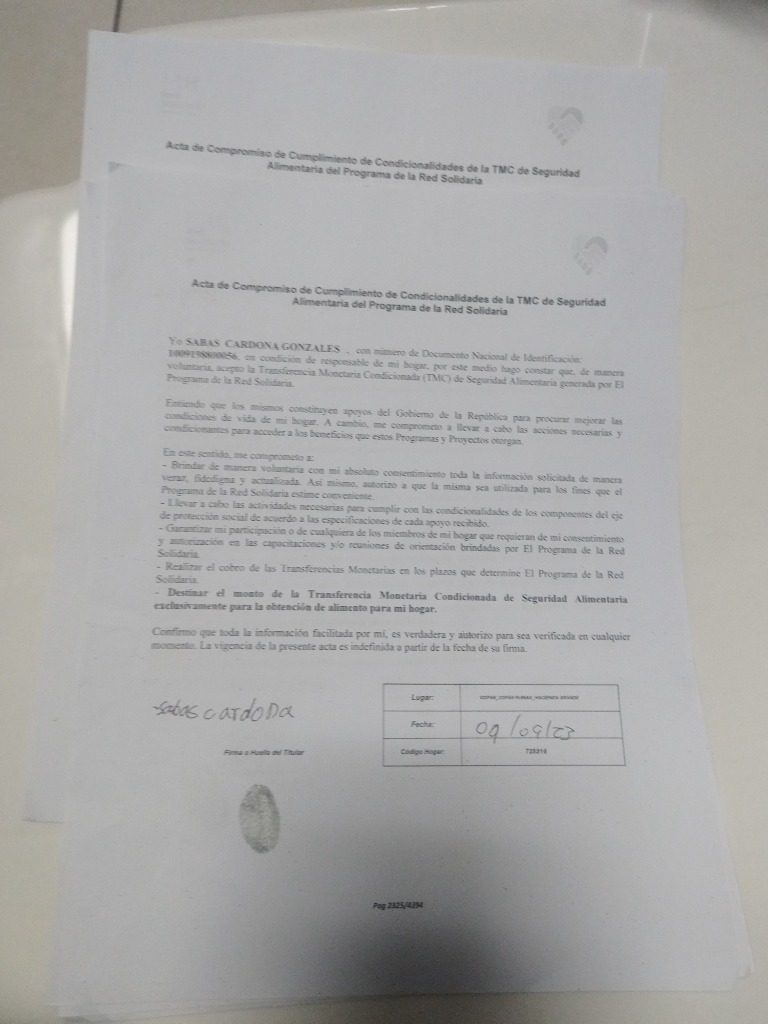 Acta de Compromiso de Cumplimiento de Condicionalidades de la TMC de Seguridad
Alimentaria del Programa de la Red Solidaria
Acta de Compromiso de Cumplimiento de Condicionalidades de la TMC de Seguridad
Alimentaria del Programa de la Red Solidaria
Yo SABAS CARDONA GONZALES , con número de Documento Nacional de Identificación:
1009198800056, en condición de responsable de mi hogar, por este medio hago constar que, de manera
voluntaria, acepto la Transferencia Monetaria Condicionada (TMC) de Seguridad Alimentaria generada por El
Programa de la Red Solidaria.
Entiendo que los mismos constituyen apoyos del Gobierno de la República para procurar mejorar las
condiciones de vida de mi hogar. A cambio, me comprometo a llevar a cabo las acciones necesarias y
condicionantes para acceder a los beneficios que estos Programas y Proyectos otorgan.
En este sentido, me comprometo a:
- Brindar de manera voluntaria con mi absoluto consentimiento toda la información solicitada de manera
veraz, fidedigna y actualizada. Así mismo, autorizo a que la misma sea utilizada para los fines que el
Programa de la Red Solidaria estime conveniente.
- Llevar a cabo las actividades necesarias para cumplir con las condicionalidades de los componentes del eje
de protección social de acuerdo a las especificaciones de cada apoyo recibido.
- Garantizar mi participación o de cualquiera de los miembros de mi hogar que requieran de mi consentimiento
y autorización en las capacitaciones y/o reuniones de orientación brindadas por El Programa de la Red
Solidaria.
- Realizar el cobro de las Transferencias Monetarias en los plazos que determine El Programa de la Red
Solidaria.
- Destinar el monto de la Transferencia Monetaria Condicionada de Seguridad Alimentaria
exclusivamente para la obtención de alimento para mi hogar.
Confirmo que toda la información facilitada por mi, es verdadera y autorizo para sea verificada en cualquier
momento. La vigencia de la presente acta es indefinida a partir de la fecha de su firma.
sabas cardona
Firma o Huella del Titular
Lugar:
Fecha: 09/09/23
Código Hogar:
Pag 2325/4394